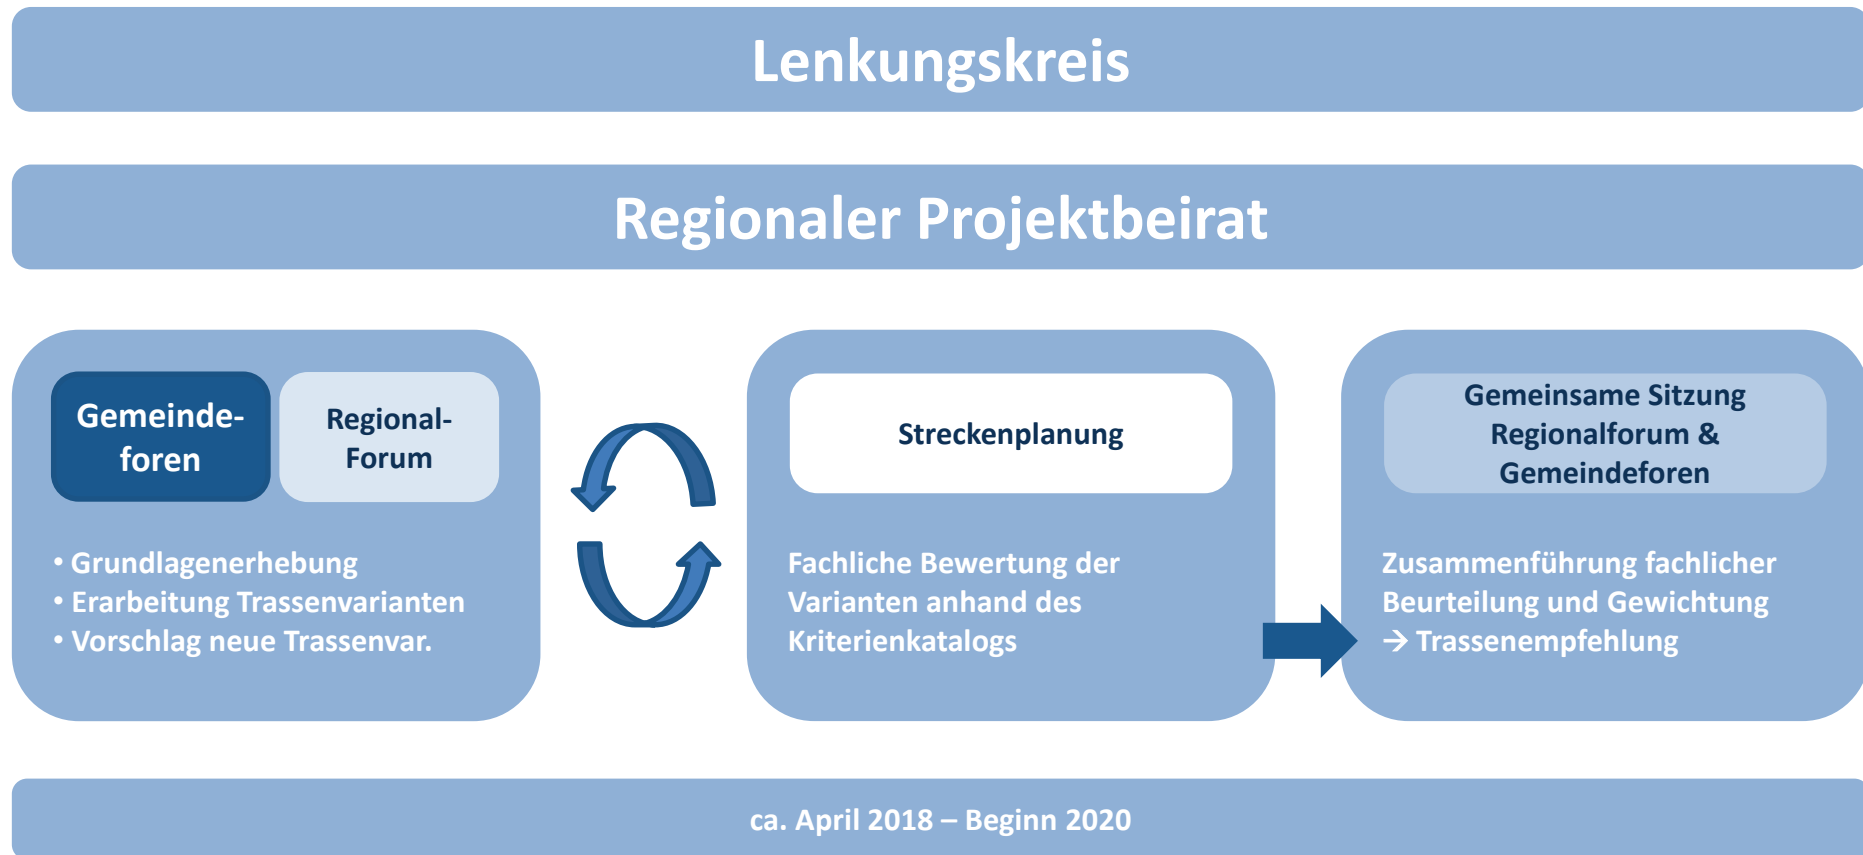 Lenkungskreis
Regionaler Projektbeirat
Gemeinde-
foren
Regional-
Forum
• Grundlagenerhebung
• Erarbeitung Trassenvarianten
• Vorschlag neue Trassenvar.
Streckenplanung
Fachliche Bewertung der
Varianten anhand des
Kriterienkatalogs
Gemeinsame Sitzung
Regionalforum &
Gemeindeforen
Zusammenführung fachlicher
Beurteilung und Gewichtung
→ Trassenempfehlung
ca. April 2018 – Beginn 2020